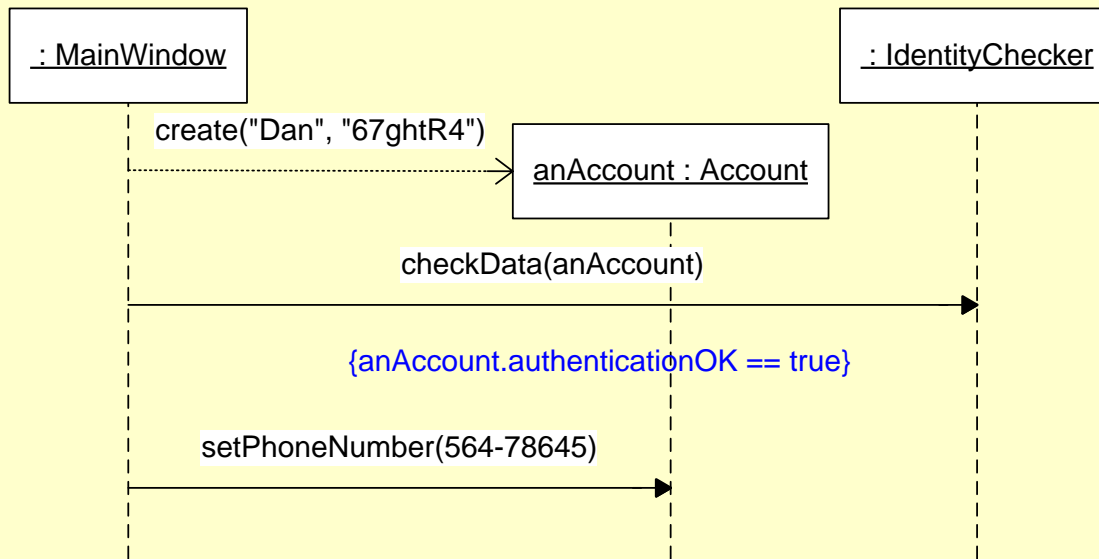 : MainWindow
: IdentityChecker
create("Dan", "67ghtR4")
anAccount : Account
checkData(anAccount)
{anAccount.authenticationOK == true}
setPhoneNumber(564-78645)